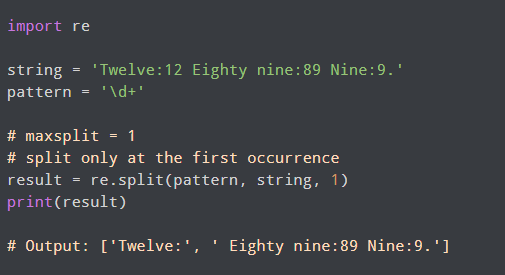 import re
string = 'Twelve:12 Eighty nine:89 Nine:9.'
pattern = '\d+'
# maxsplit = 1
# split only at the first occurrence
result = re.split(pattern, string, 1)
print(result)
# Output: ['Twelve:', ' Eighty nine:89 Nine:9.']